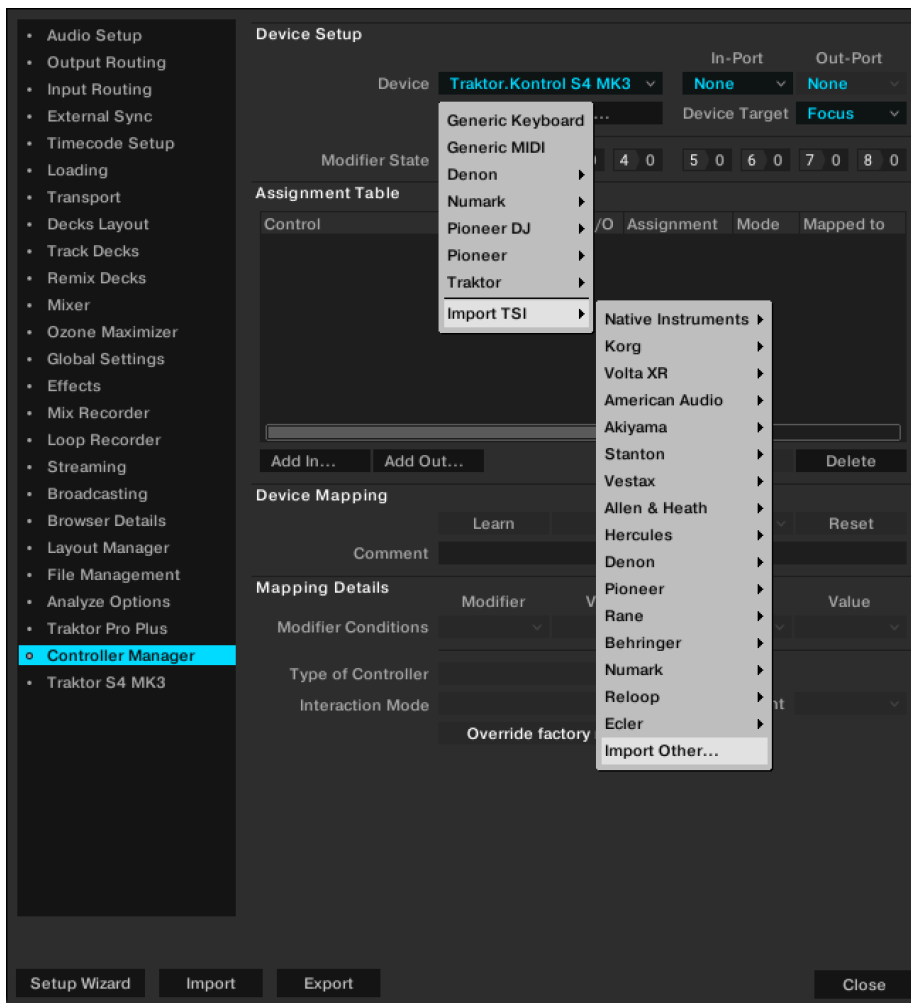 Audio Setup
Output Routing
Input Routing
External Sync
Timecode Setup
Loading
Transport
Decks Layout
Track Decks
Remix Decks
Mixer
Ozone Maximizer
Global Settings
Effects
Mix Recorder
Loop Recorder
Streaming
Broadcasting
Browser Details
Layout Manager
File Management
Analyze Options
Traktor Pro Plus
Controller Manager
Traktor S4 MK3
Device Setup
In-Port Out-Port
Device Traktor.Kontrol S4 MK3 None None
... Device Target Focus
Modifier State 4 0 5 0 6 0 7 0 8 0
Assignment Table
Control /O Assignment Mode Mapped to
Generic Keyboard
Generic MIDI
Denon
Numark
Pioneer DJ
Pioneer
Traktor
Import TSI
Native Instruments
Korg
Volta XR
American Audio
Akiyama
Stanton
Vestax
Allen & Heath
Hercules
Denon
Pioneer
Rane
Behringer
Numark
Reloop
Ecler
Import Other...
Add In... Add Out... Delete
Device Mapping
Learn Reset
Comment
Mapping Details
Modifier V Value
Modifier Conditions
Type of Controller
Interaction Mode
Override factory
Setup Wizard Import Export Close